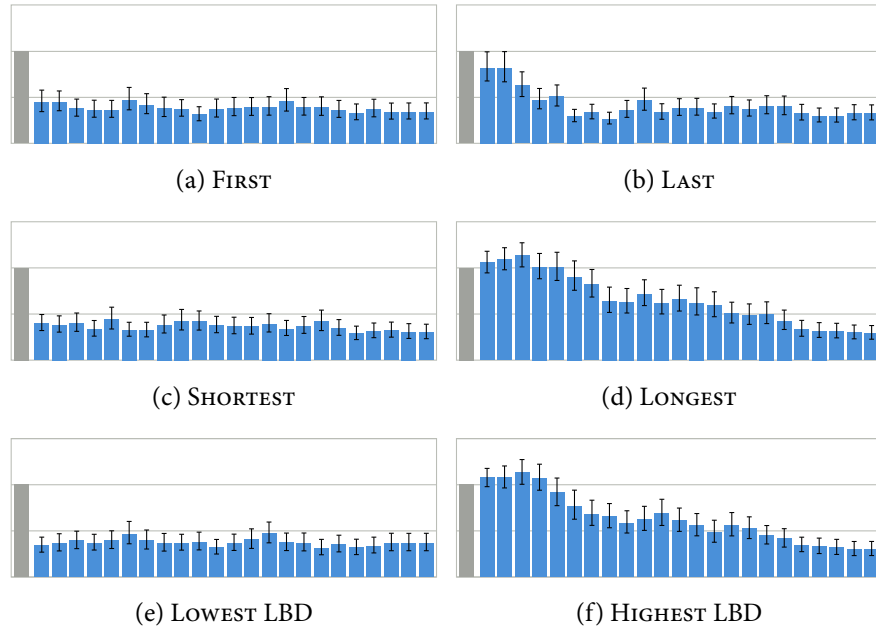 (a) First
(b) Last
(c) Shortest
(d) Longest
(e) Lowest LBD
(f) Highest LBD